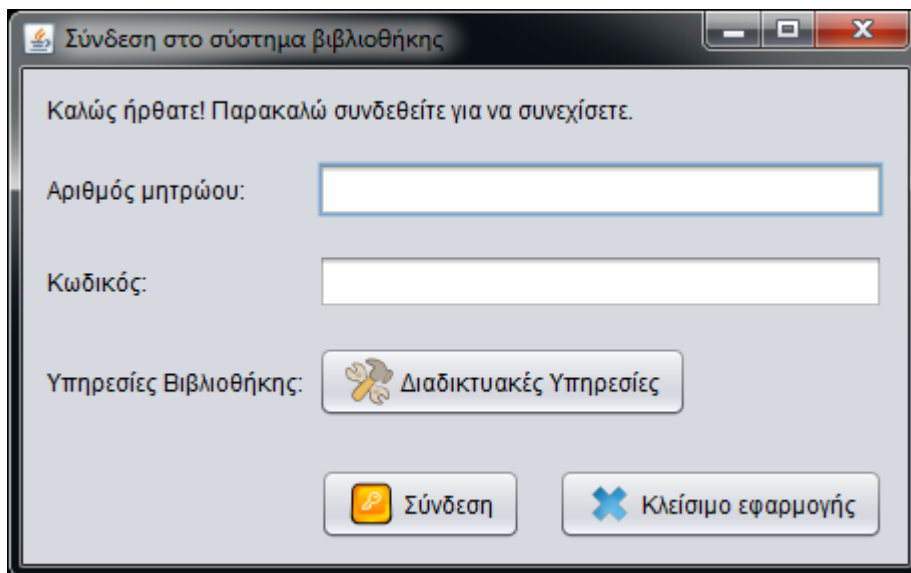 Σύνδεση στο σύστημα βιβλιοθήκης
Καλώς ήρθατε! Παρακαλώ συνδεθείτε για να συνεχίσετε.
Αριθμός μητρώου:
Κωδικός:
Υπηρεσίες Βιβλιοθήκης: Διαδικτυακές Υπηρεσίες
Σύνδεση Κλείσιμο εφαρμογής